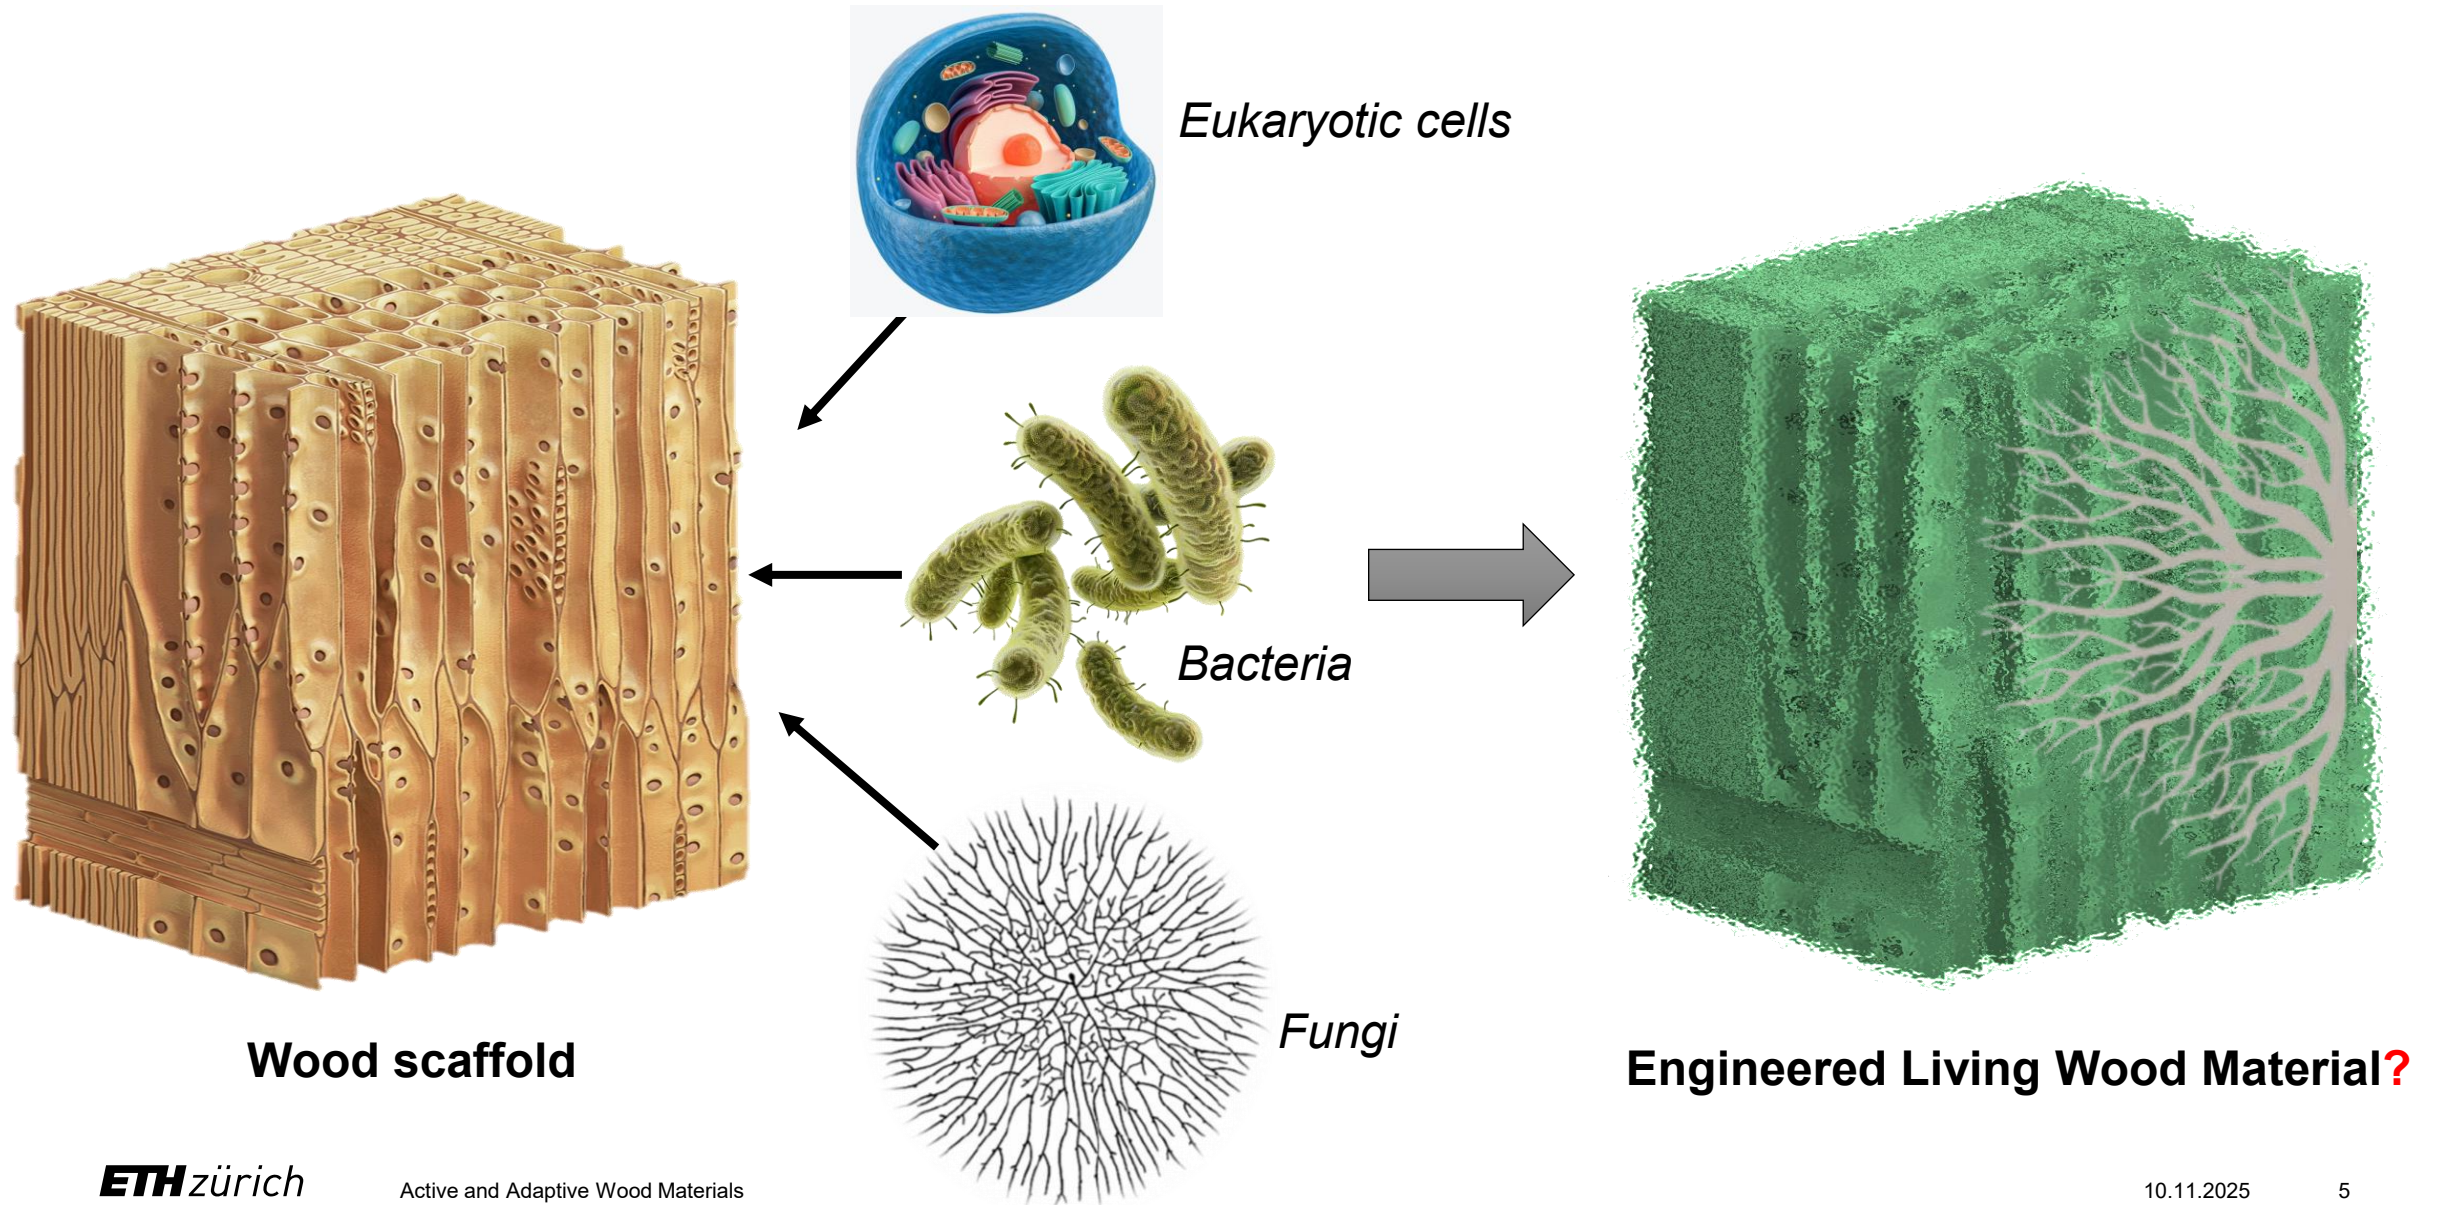 Eukaryotic cells
Bacteria
Fungi
Wood scaffold
Engineered Living Wood Material?
ETH zürich
Active and Adaptive Wood Materials
10.11.2025
5